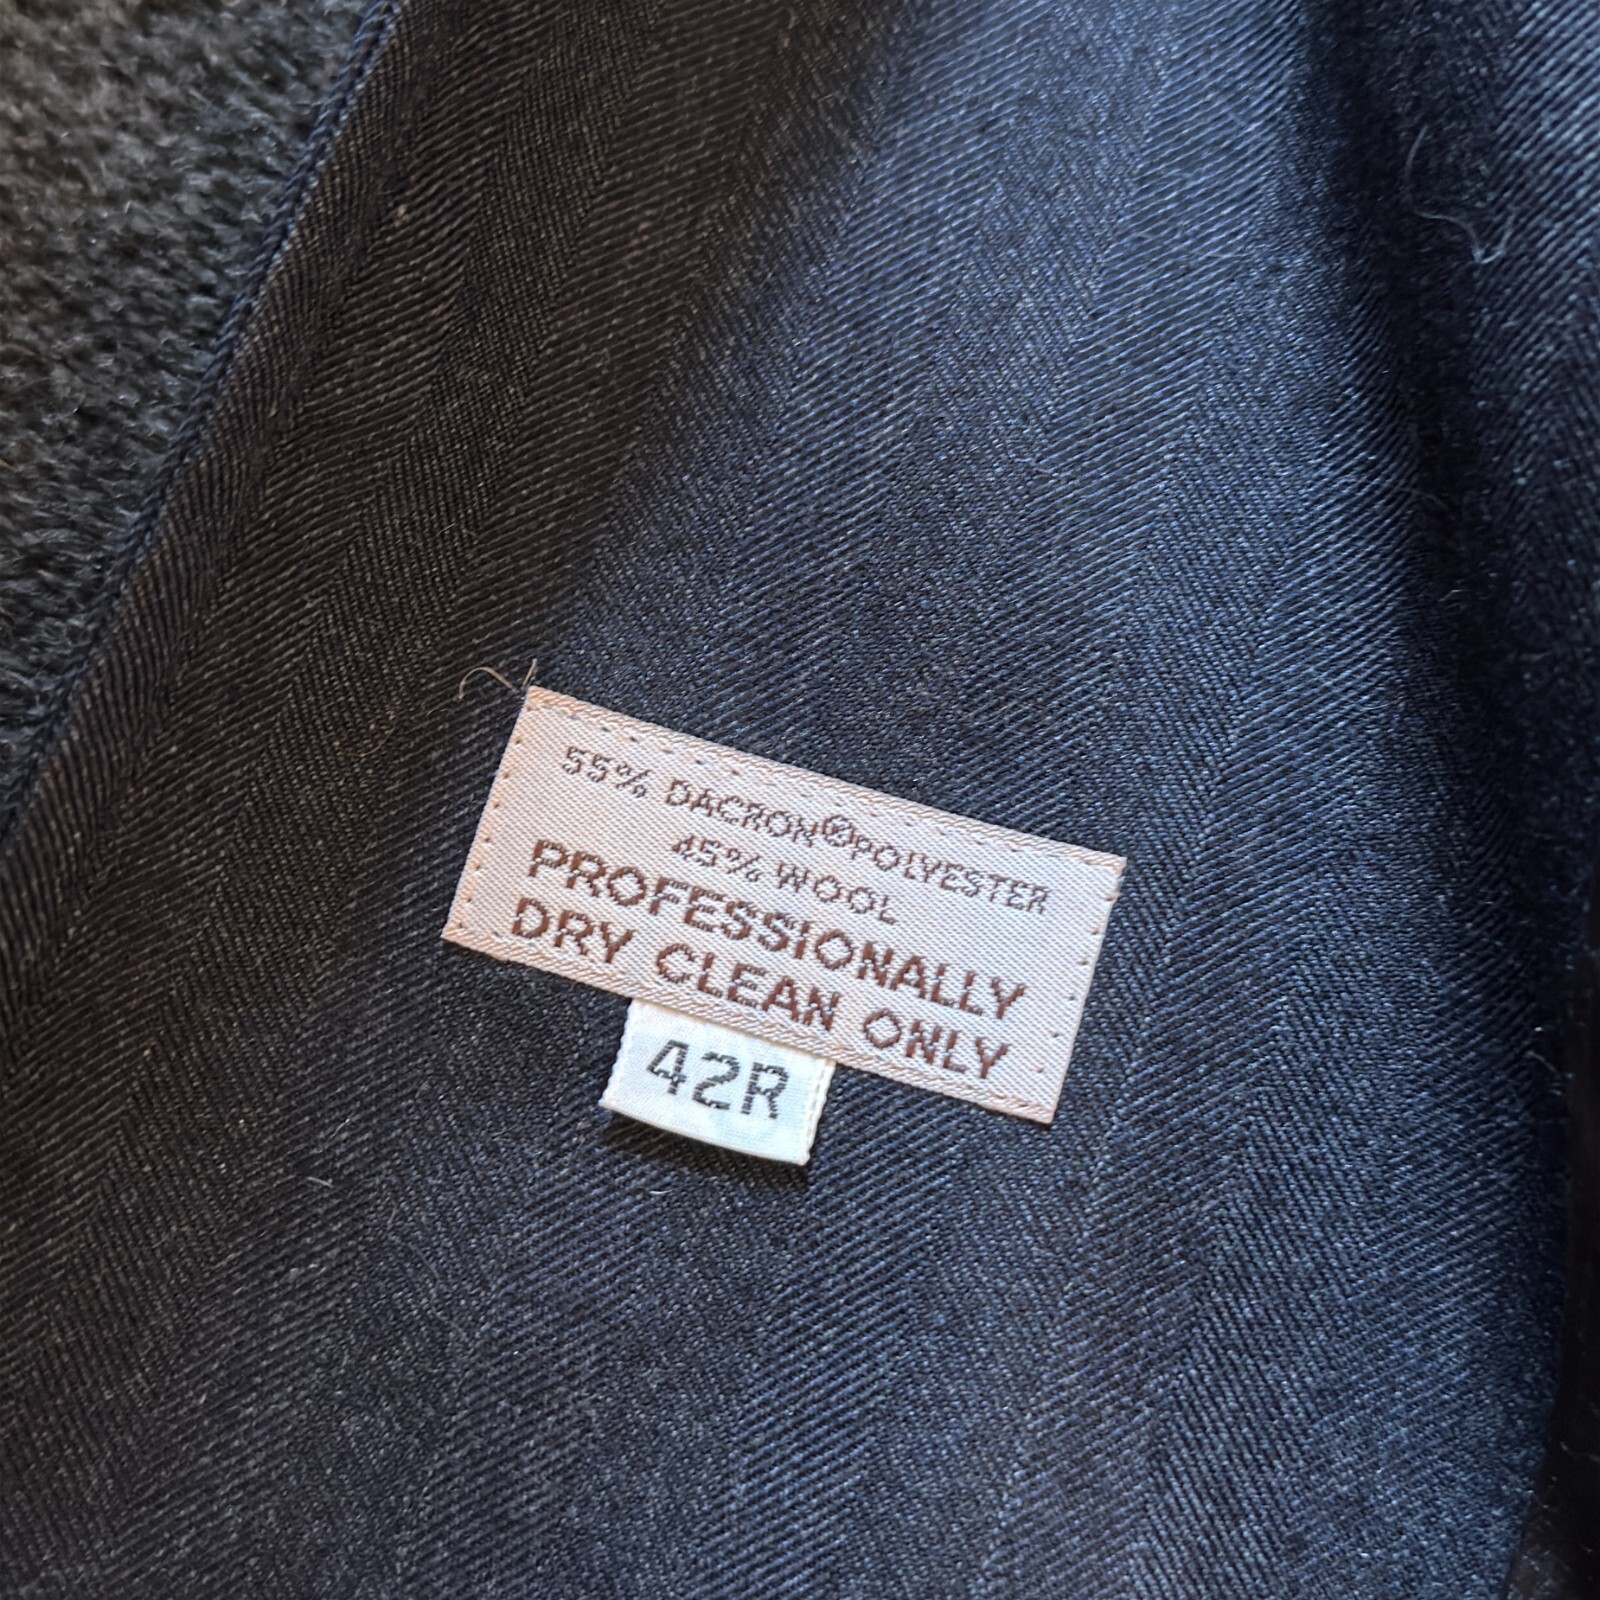 55% DACRON®POLYESTER
45% WOOL
PROFESSIONALLY
DRY CLEAN ONLY
42R